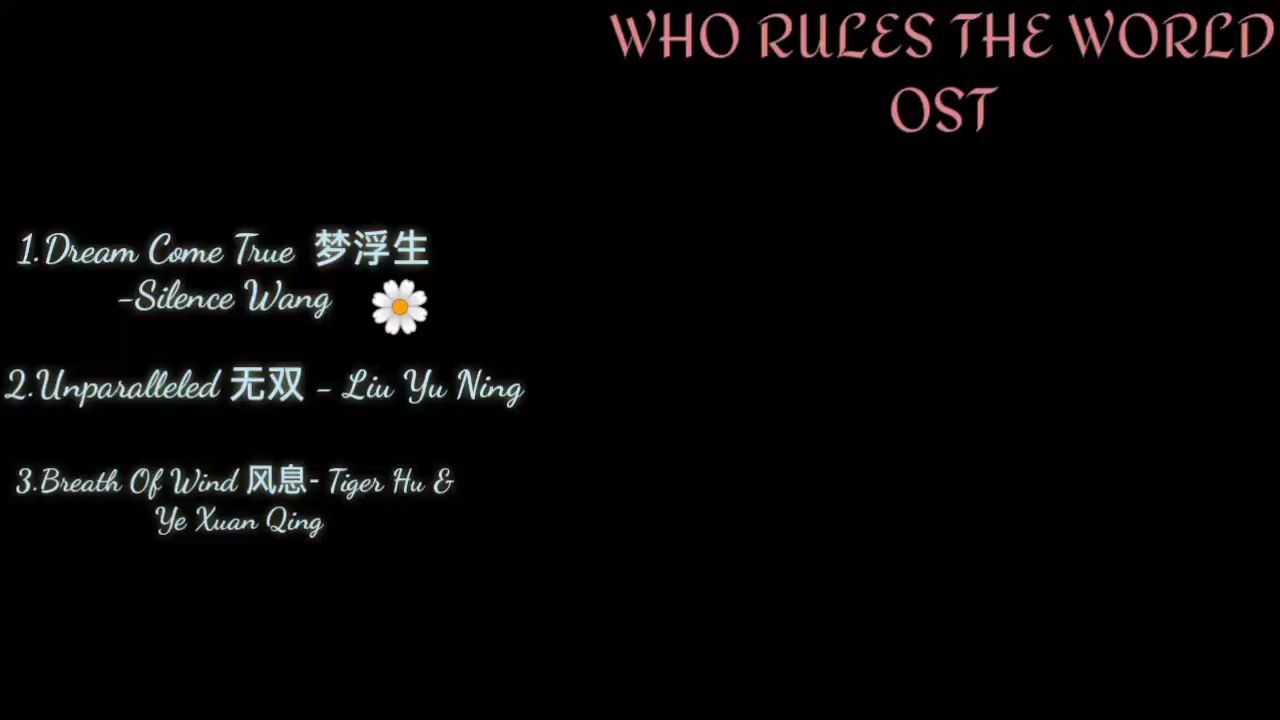 WHO RULES THE WORLD
OST
1.Dream Come True 梦浮生
-Silence Wang
2.Unparalleled 无双 - Liu Yu Ning
3.Breath Of Wind 风息- Tiger Hu &
Ye Xuan Qing